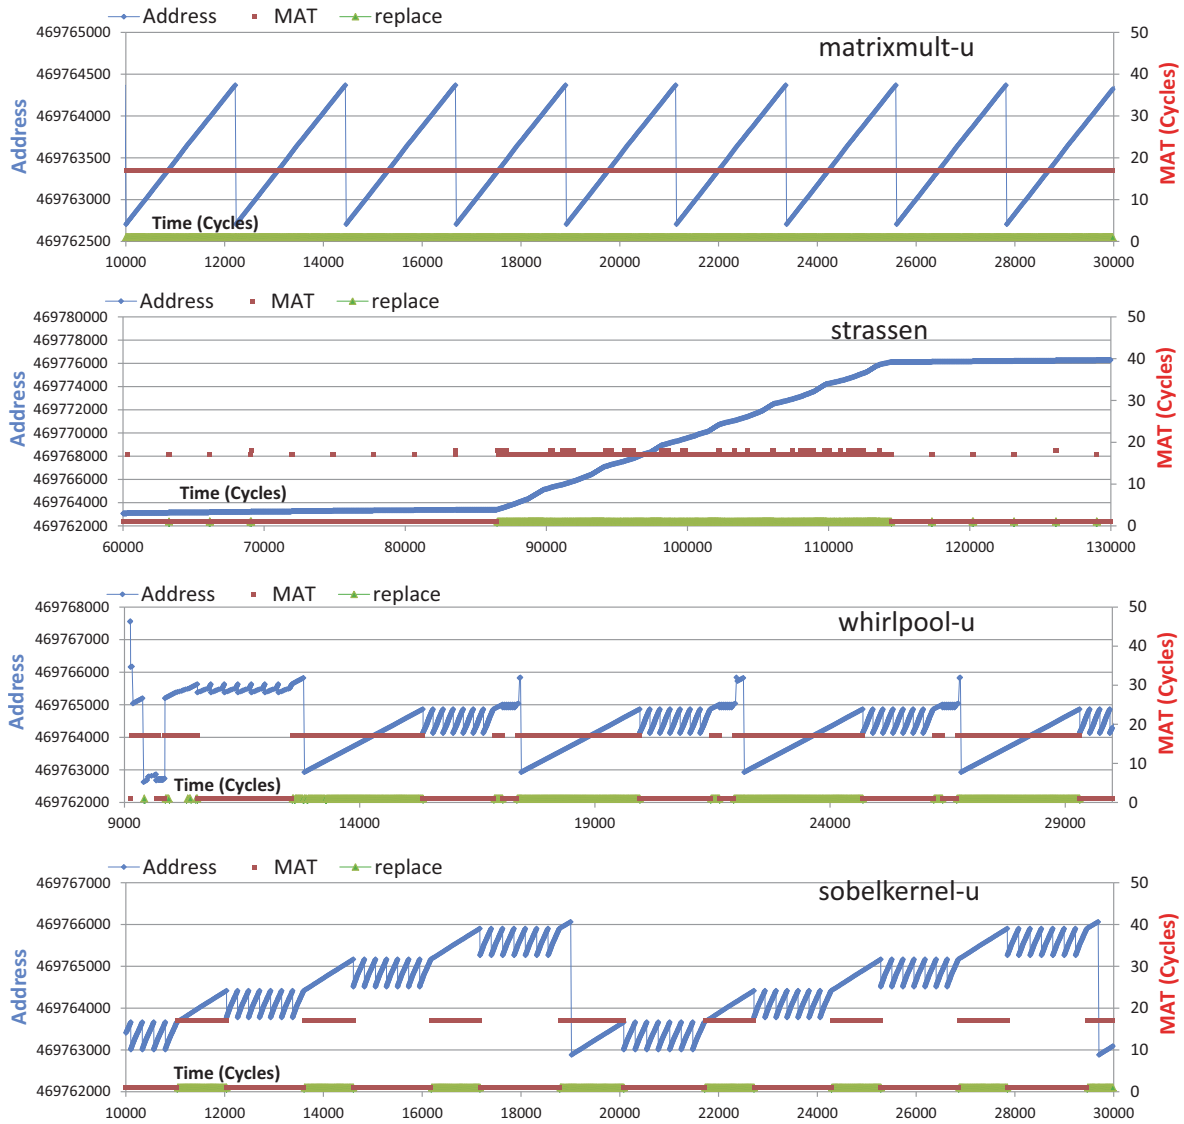 Address MAT replace
matrixmult-u
469765000
469764500
469764000
469763500
469763000
469762500
Address
50
40
30
20
10
0
MAT (Cycles)
Time (Cycles)
10000 12000 14000 16000 18000 20000 22000 24000 26000 28000 30000
Address MAT replace
strassen
469780000
469778000
469776000
469774000
469772000
469770000
469768000
469766000
469764000
469762000
Address
50
40
30
20
10
0
MAT (Cycles)
Time (Cycles)
60000 70000 80000 90000 100000 110000 120000 130000
Address MAT replace
whirlpool-u
469768000
469767000
469766000
469765000
469764000
469763000
469762000
Address
50
40
30
20
10
0
MAT (Cycles)
Time (Cycles)
9000 14000 19000 24000 29000
Address MAT replace
sobelkernel-u
469767000
469766000
469765000
469764000
469763000
469762000
Address
50
40
30
20
10
0
MAT (Cycles)
Time (Cycles)
10000 12000 14000 16000 18000 20000 22000 24000 26000 28000 30000